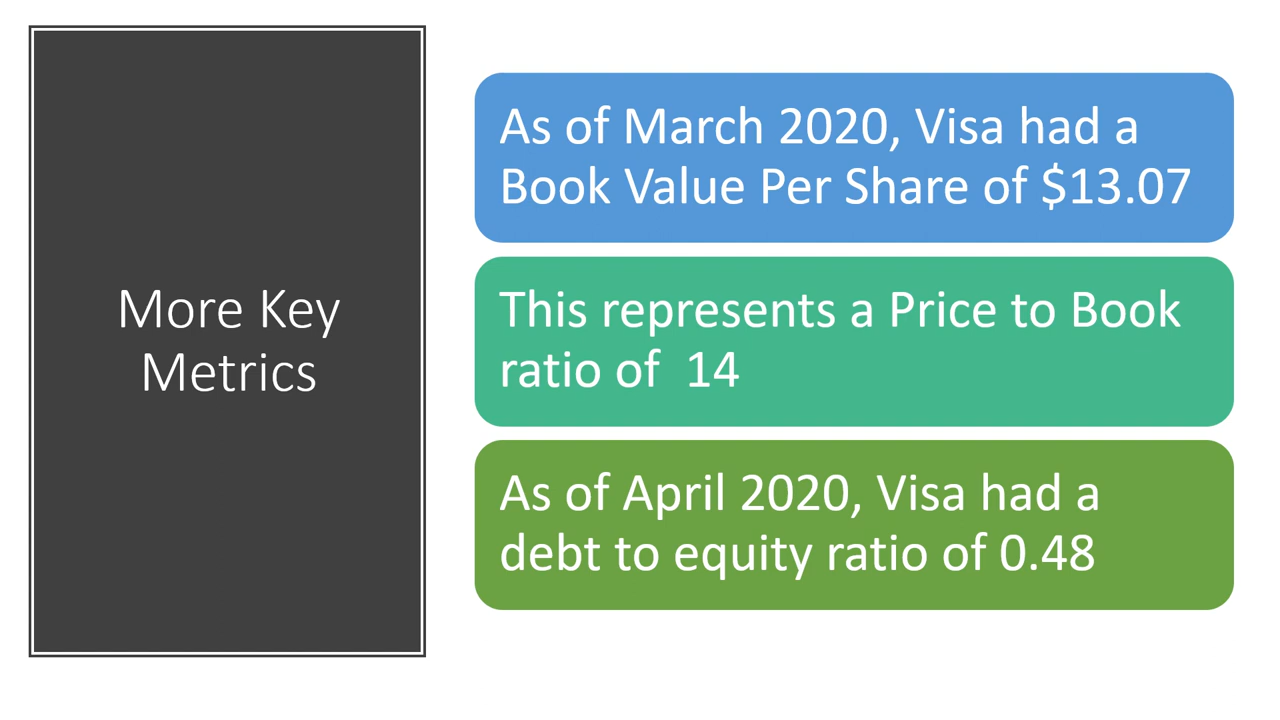 More Key
Metrics
As of March 2020, Visa had a
Book Value Per Share of $13.07
This represents a Price to Book
ratio of  14
As of April 2020, Visa had a
debt to equity ratio of 0.48